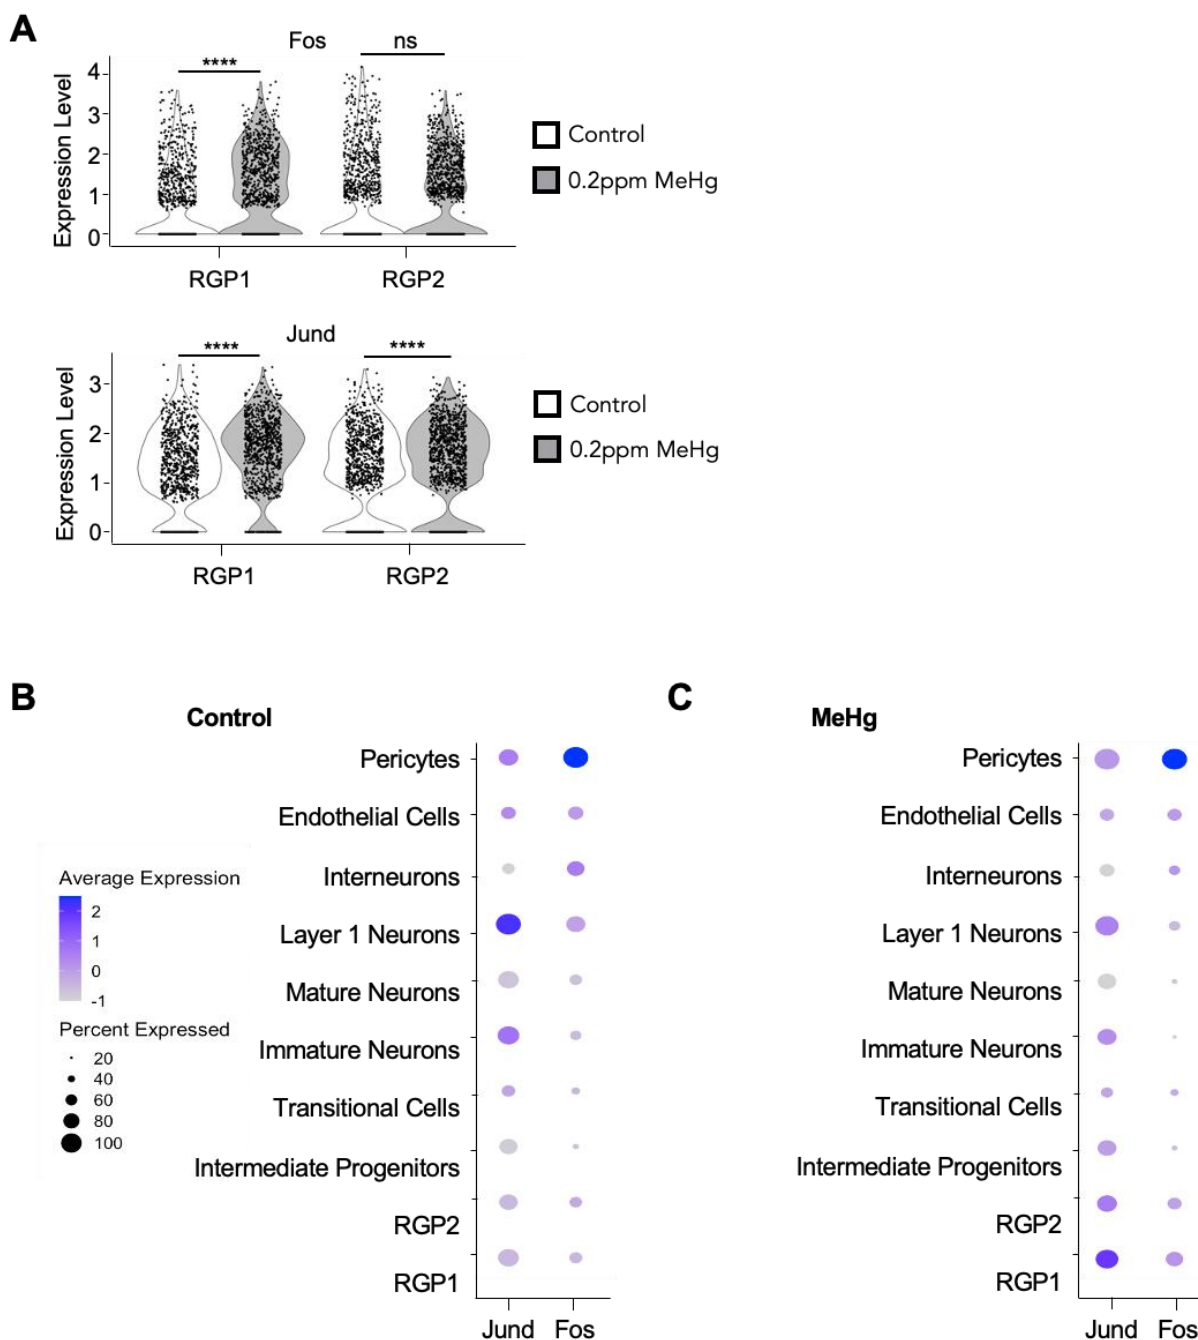 A
Fos
****
ns
Expression Level
4
3
2
1
0
RGP1
RGP2
Control
0.2ppm MeHg
Jund
****
****
Expression Level
3
2
1
0
RGP1
RGP2
Control
0.2ppm MeHg
B
Control
Pericytes
Endothelial Cells
Interneurons
Layer 1 Neurons
Mature Neurons
Immature Neurons
Transitional Cells
Intermediate Progenitors
RGP2
RGP1
Jund Fos
Average Expression
2
1
0
-1
Percent Expressed
20
40
60
80
100
C
MeHg
Pericytes
Endothelial Cells
Interneurons
Layer 1 Neurons
Mature Neurons
Immature Neurons
Transitional Cells
Intermediate Progenitors
RGP2
RGP1
Jund Fos